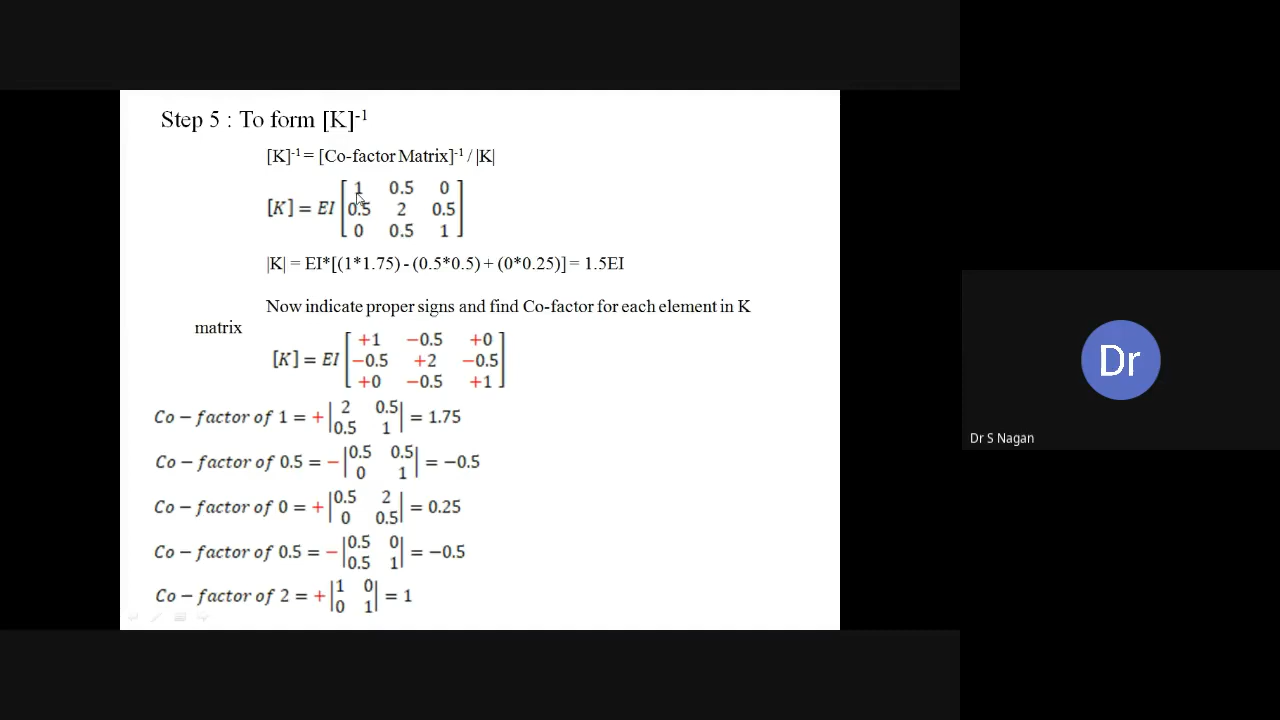 Step 5 : To form [K]⁻¹
[K]⁻¹ = [Co-factor Matrix]⁻¹ / |K|
1 0.5 0
[K] = EI 0.5 2 0.5
0 0.5 1
|K| = EI*[(1*1.75) - (0.5*0.5) + (0*0.25)] = 1.5EI
Now indicate proper signs and find Co-factor for each element in K
matrix
+1 −0.5 +0
[K] = EI −0.5 +2 −0.5
+0 −0.5 +1
Co − factor of 1 = + |2 0.5| = 1.75
0.5 1
Co − factor of 0.5 = − |0.5 0.5| = −0.5
0 1
Co − factor of 0 = + |0.5 2| = 0.25
0 0.5
Co − factor of 0.5 = − |0.5 0| = −0.5
0.5 1
Co − factor of 2 = + |1 0| = 1
0 1
Dr
Dr S Nagan